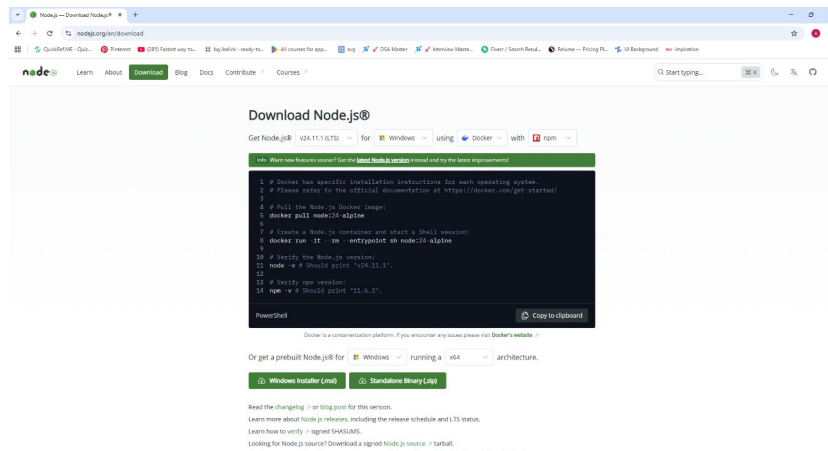 Node.js — Download Node.js®
nodejs.org/en/download
QuickRef.ME - Quic...
Pinterest
(285) Fastest way to...
bg.ibelick - ready-to...
All courses for app...
svg
DSA Master
Interview Maste...
Fiverr / Search Resul...
Relume — Pricing Pl...
UI Background
impiration
node
Learn
About
Download
Blog
Docs
Contribute
Courses
Start typing...
⌘ K
Download Node.js®
Get Node.js® v24.11.1 (LTS) for Windows using Docker with npm
Info Want new features sooner? Get the latest Node.js version instead and try the latest improvements!
1 # Docker has specific installation instructions for each operating system.
2 # Please refer to the official documentation at https://docker.com/get-started/
3
4 # Pull the Node.js Docker image:
5 docker pull node:24-alpine
6
7 # Create a Node.js container and start a Shell session:
8 docker run -it --rm --entrypoint sh node:24-alpine
9
10 # Verify the Node.js version:
11 node -v # Should print "v24.11.1".
12
13 # Verify npm version:
14 npm -v # Should print "11.6.2".
PowerShell
Copy to clipboard
Docker is a containerization platform. If you encounter any issues please visit Docker's website
Or get a prebuilt Node.js® for Windows running a x64 architecture.
Windows Installer (.msi)
Standalone Binary (.zip)
Read the changelog or blog post for this version.
Learn more about Node.js releases, including the release schedule and LTS status.
Learn how to verify signed SHASUMS.
Looking for Node.js source? Download a signed Node.js source tarball.